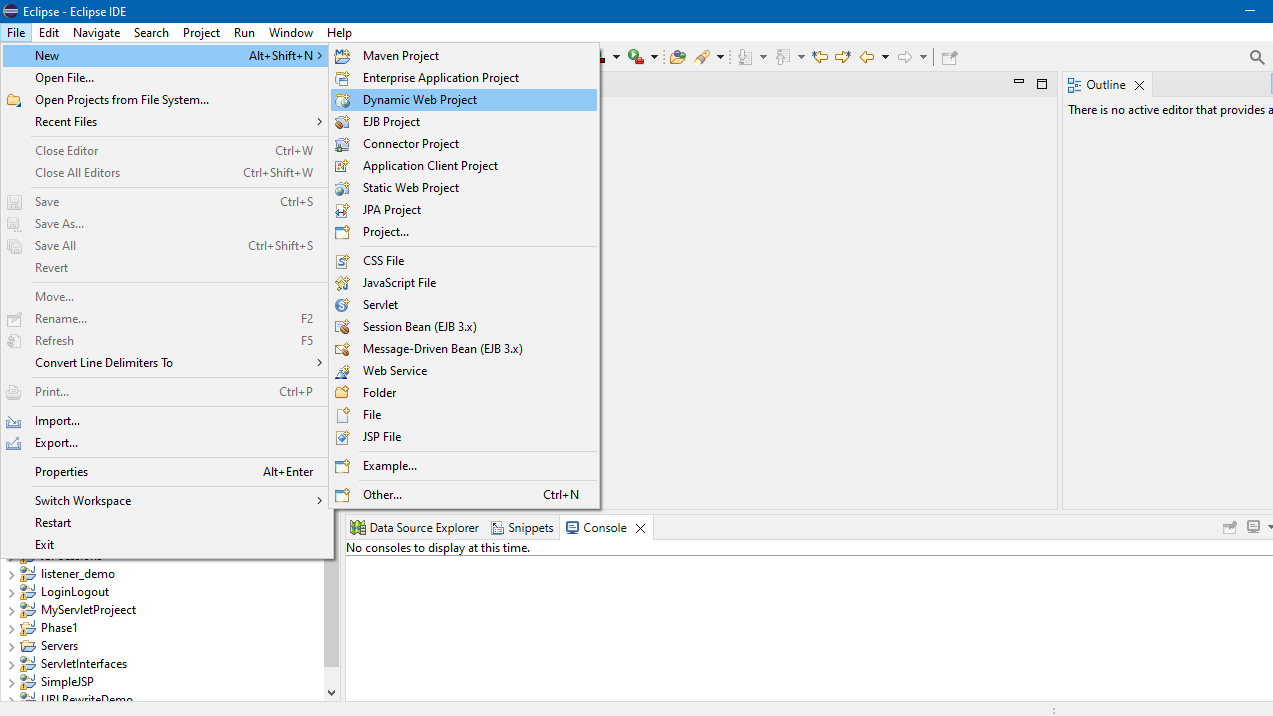 Eclipse - Eclipse IDE
File Edit Navigate Search Project Run Window Help
New Alt+Shift+N
Open File...
Open Projects from File System...
Recent Files
Close Editor Ctrl+W
Close All Editors Ctrl+Shift+W
Save Ctrl+S
Save As...
Save All Ctrl+Shift+S
Revert
Move...
Rename... F2
Refresh F5
Convert Line Delimiters To
Print... Ctrl+P
Import...
Export...
Properties Alt+Enter
Switch Workspace
Restart
Exit
Maven Project
Enterprise Application Project
Dynamic Web Project
EJB Project
Connector Project
Application Client Project
Static Web Project
JPA Project
Project...
CSS File
JavaScript File
Servlet
Session Bean (EJB 3.x)
Message-Driven Bean (EJB 3.x)
Web Service
Folder
File
JSP File
Example...
Other... Ctrl+N
Outline
There is no active editor that provides a
listener_demo
LoginLogout
MyServletProjeect
Phase1
Servers
ServletInterfaces
SimpleJSP
URLRewriteDemo
Data Source Explorer Snippets Console
No consoles to display at this time.